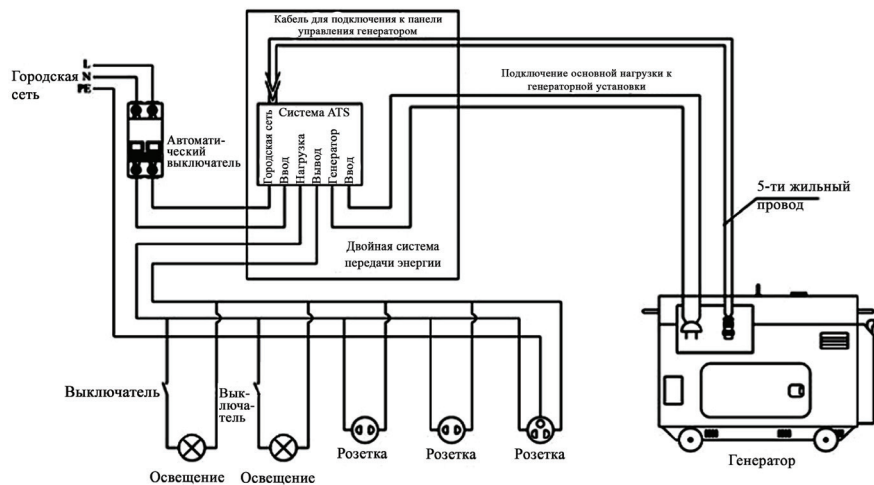 Кабель для подключения к панели
управления генератором
L
N
PE
Городская
сеть
Подключение основной нагрузки к
генераторной установки
Автомати-
ческий
выключатель
Система ATS
Городская сеть
Ввод
Нагрузка
Вывод
Генератор
Ввод
5-ти жильный
провод
Двойная система
передачи энергии
Выключатель
Вык-
люча-
тель
Освещение
Освещение
Розетка
Розетка
Розетка
Генератор